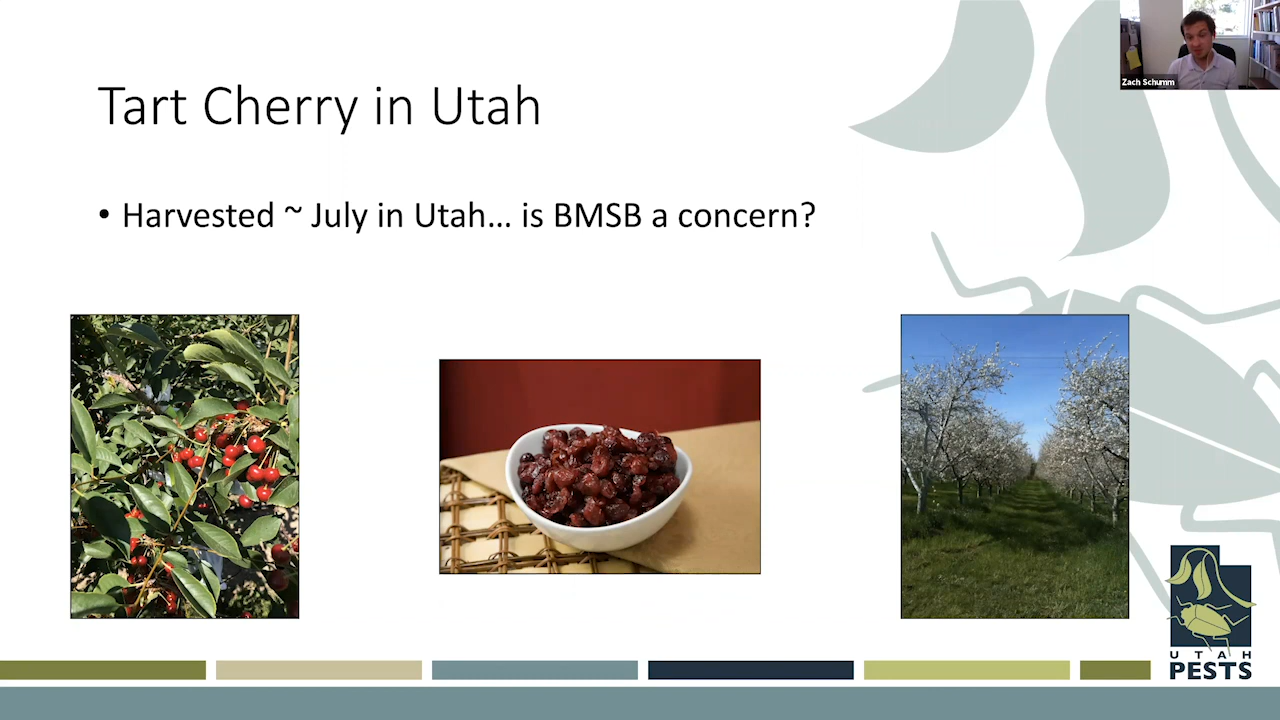 Zach Schumm
Tart Cherry in Utah
• Harvested ~ July in Utah... is BMSB a concern?
UTAH
PESTS